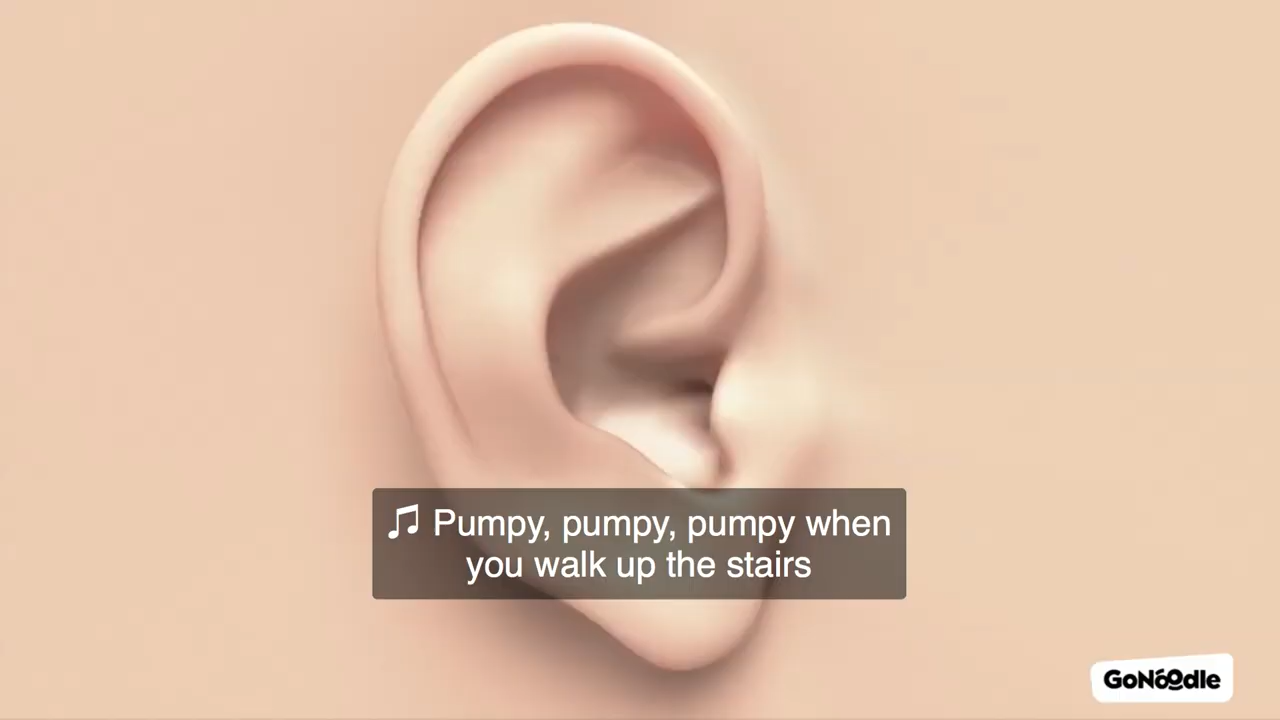 ♫ Pumpy, pumpy, pumpy when
you walk up the stairs
GoNoodle